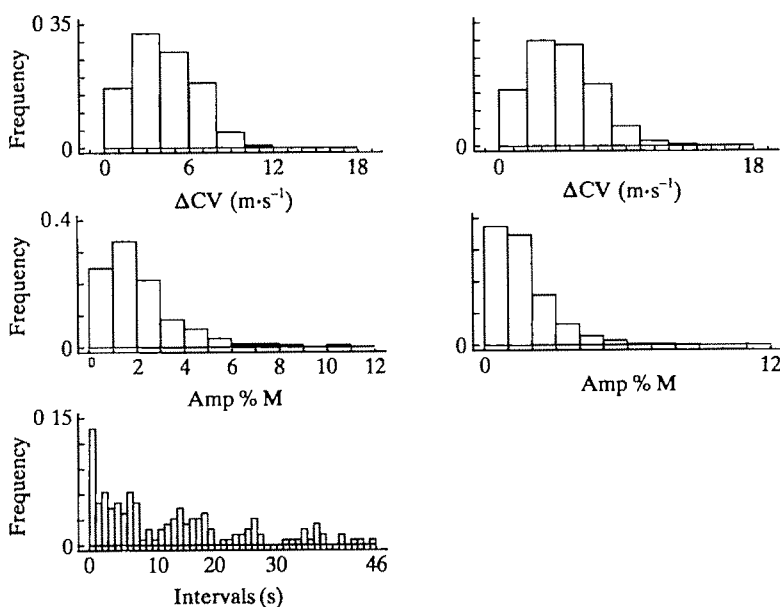 0 35
Frequency
0
0 6 12 18
ΔCV (m·s⁻¹)
0 18
ΔCV (m·s⁻¹)
0.4
Frequency
0
0 2 4 6 8 10 12
Amp % M
0 12
Amp % M
0 15
Frequency
0
0 10 20 30 46
Intervals (s)